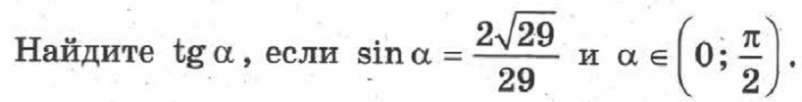 Найдите tg α, если sin α = 2√29/29 и α ∈ (0; π/2).